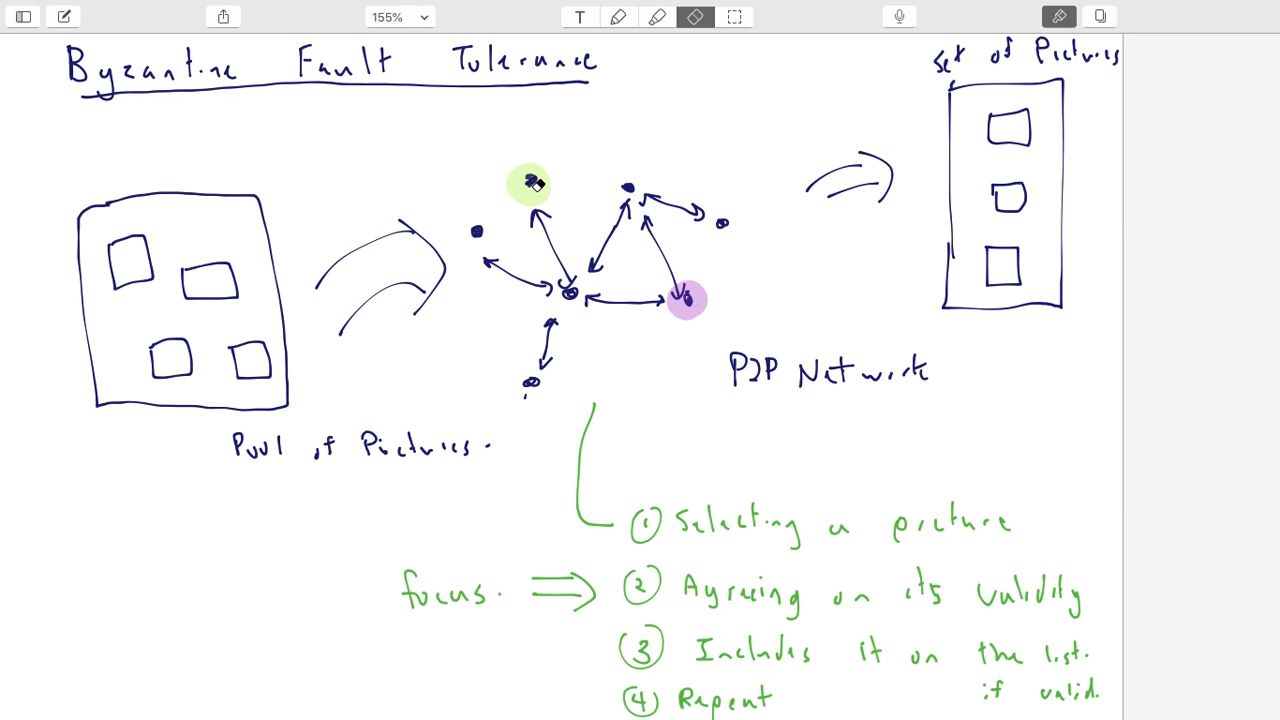 155%
T
Byzantine Fault Tolerance
Set of Pictures
P2P Network
Pool of Pictures.
① Selecting a picture
focus. ⇒ ② Agreeing on its validity
③ Includes it on the list.
if valid.
④ Repeat